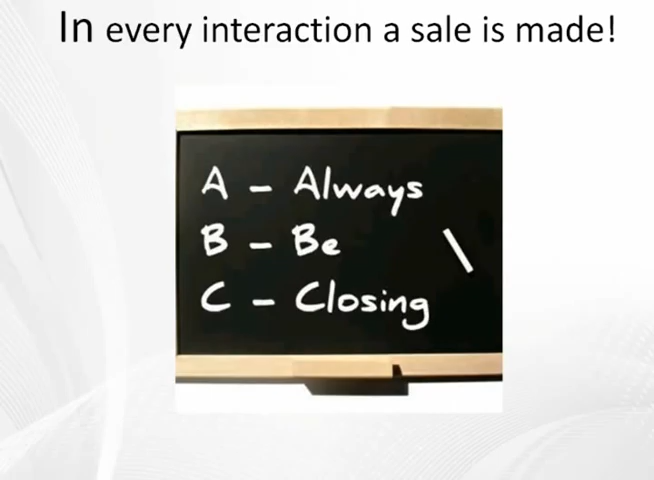 In every interaction a sale is made!
A – Always
B – Be
C – Closing